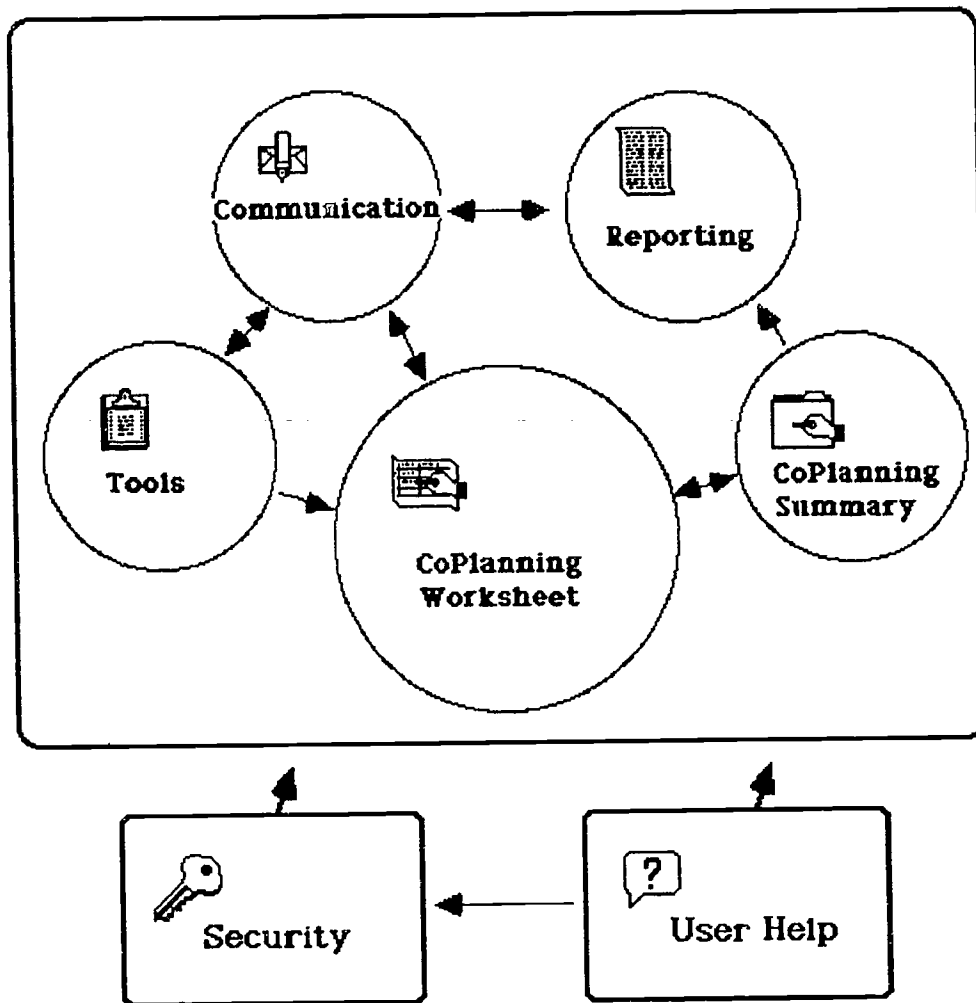 Communication
Reporting
Tools
CoPlanning
Summary
CoPlanning
Worksheet
?
Security
User Help